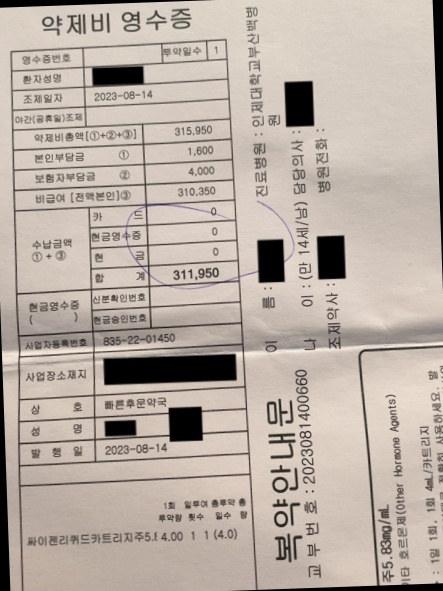 약제비 영수증
영수증번호 투약일수 1
환자성명
조제일자 2023-08-14
야간(공휴일)조제
약제비총액[①+②+③] 315,950
본인부담금 ① 1,600
보험자부담금 ② 4,000
비급여 [전액본인]③ 310,350
수납금액 ① + ③
카 드 0
현금영수증 0
현 금 0
합 계 311,950
현금영수증 ( )
신분확인번호
현금승인번호
사업자등록번호 835-22-01450
사업장소재지
상 호 빠른후문약국
성 명
발 행 일 2023-08-14
1회 일투여 총투약 총
투약량 횟수 일수 량
싸이젠리퀴드카트리지주5.8 4.00 1 1 (4.0)
복약안내문
교부번호 : 2023081400660
이 름 :
진료병원 : 인제대학교부산백병원
나 이 : (만 14세/남)
담당의사 :
조제약사 :
병원전화 :
주5.83mg/mL
기타 호르몬제(Other Hormone Agents)
: 1일 1회, 1회 4mL/카트리지
사용하세요.